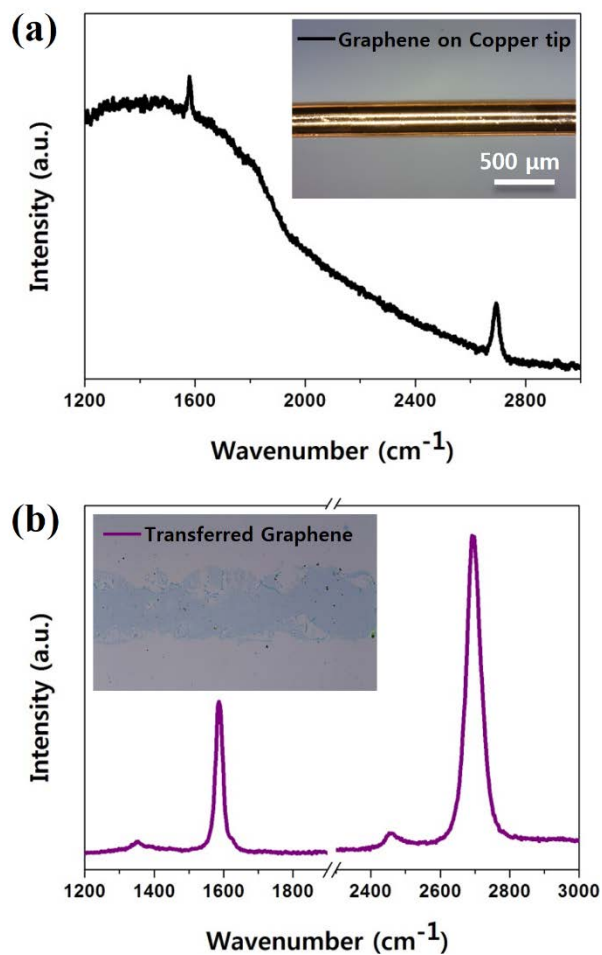 (a)
Graphene on Copper tip
500 μm
Intensity (a.u.)
1200 1600 2000 2400 2800
Wavenumber (cm⁻¹)
(b)
Transferred Graphene
Intensity (a.u.)
1200 1400 1600 1800 2400 2600 2800 3000
Wavenumber (cm⁻¹)